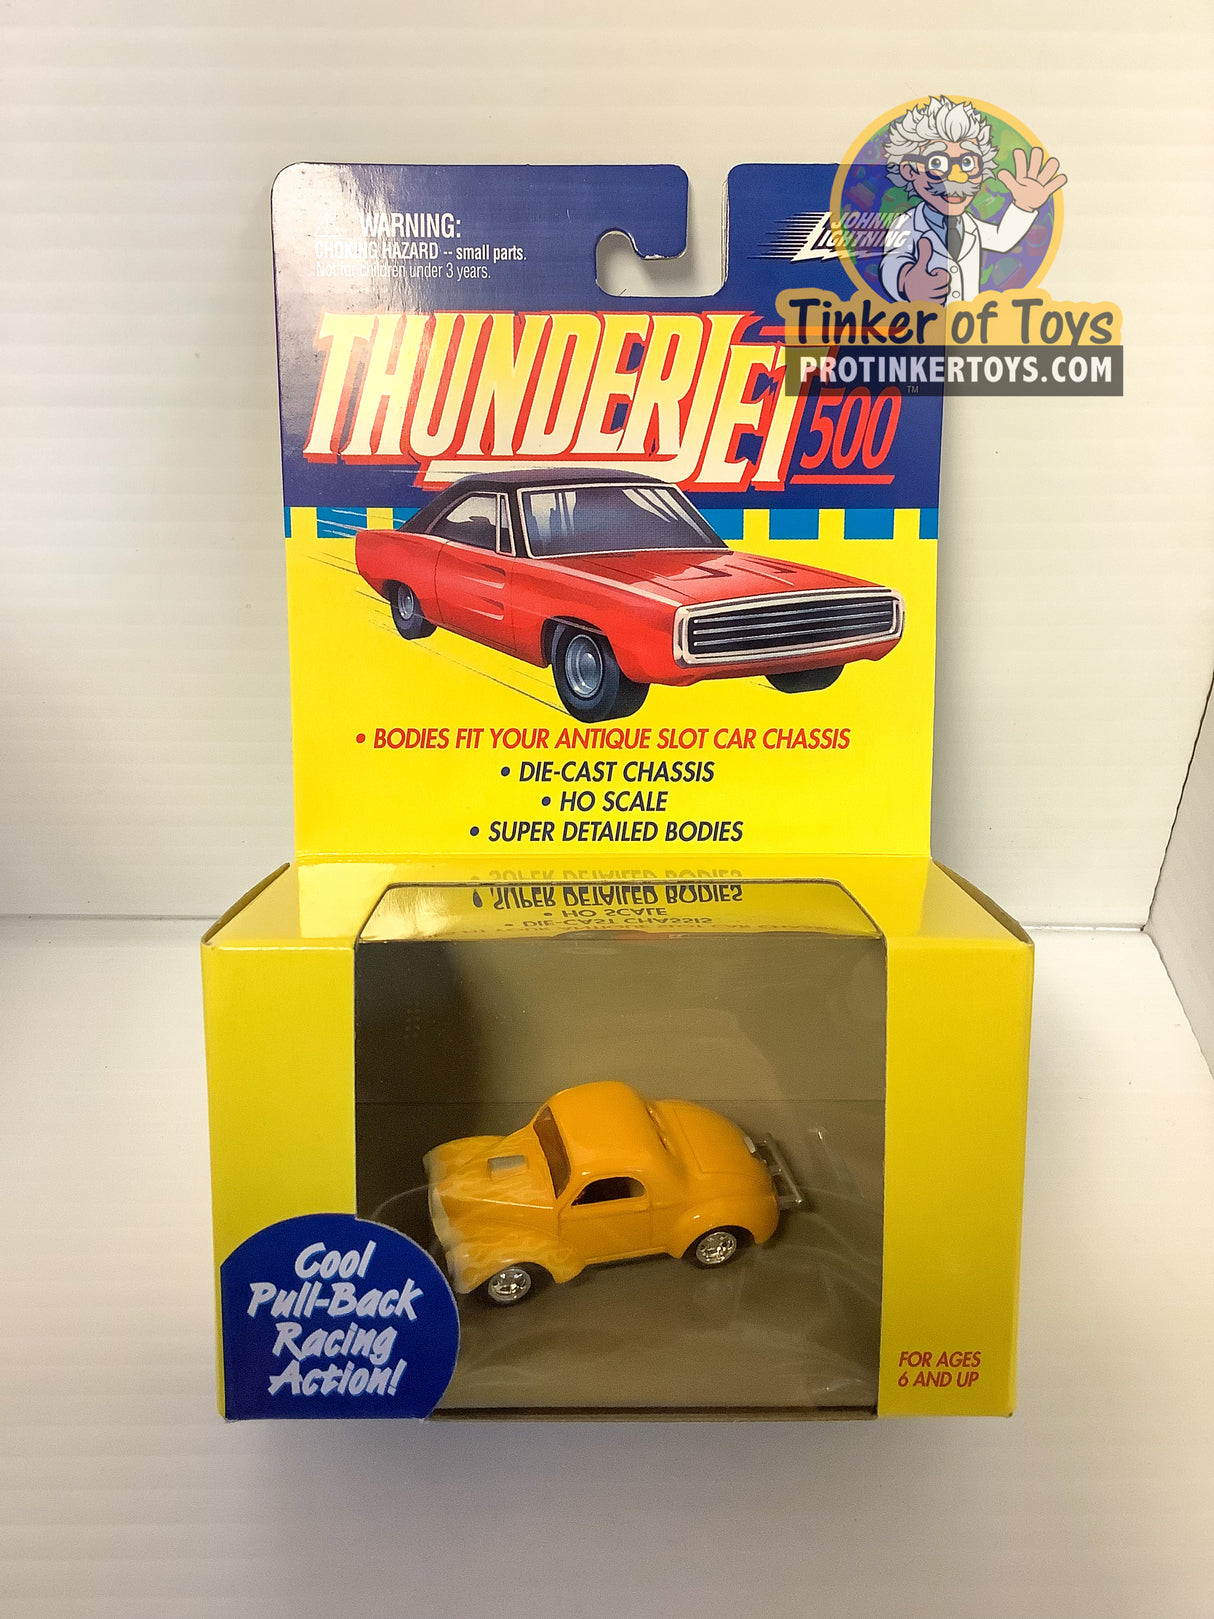 WARNING:
CHOKING HAZARD -- small parts.
Not for children under 3 years.
JOHNNY
LIGHTNING
Tinker of Toys
PROTINKERTOYS.COM
THUNDERJET 500 ™
• BODIES FIT YOUR ANTIQUE SLOT CAR CHASSIS
• DIE-CAST CHASSIS
• HO SCALE
• SUPER DETAILED BODIES
Cool
Pull-Back
Racing
Action!
FOR AGES
6 AND UP